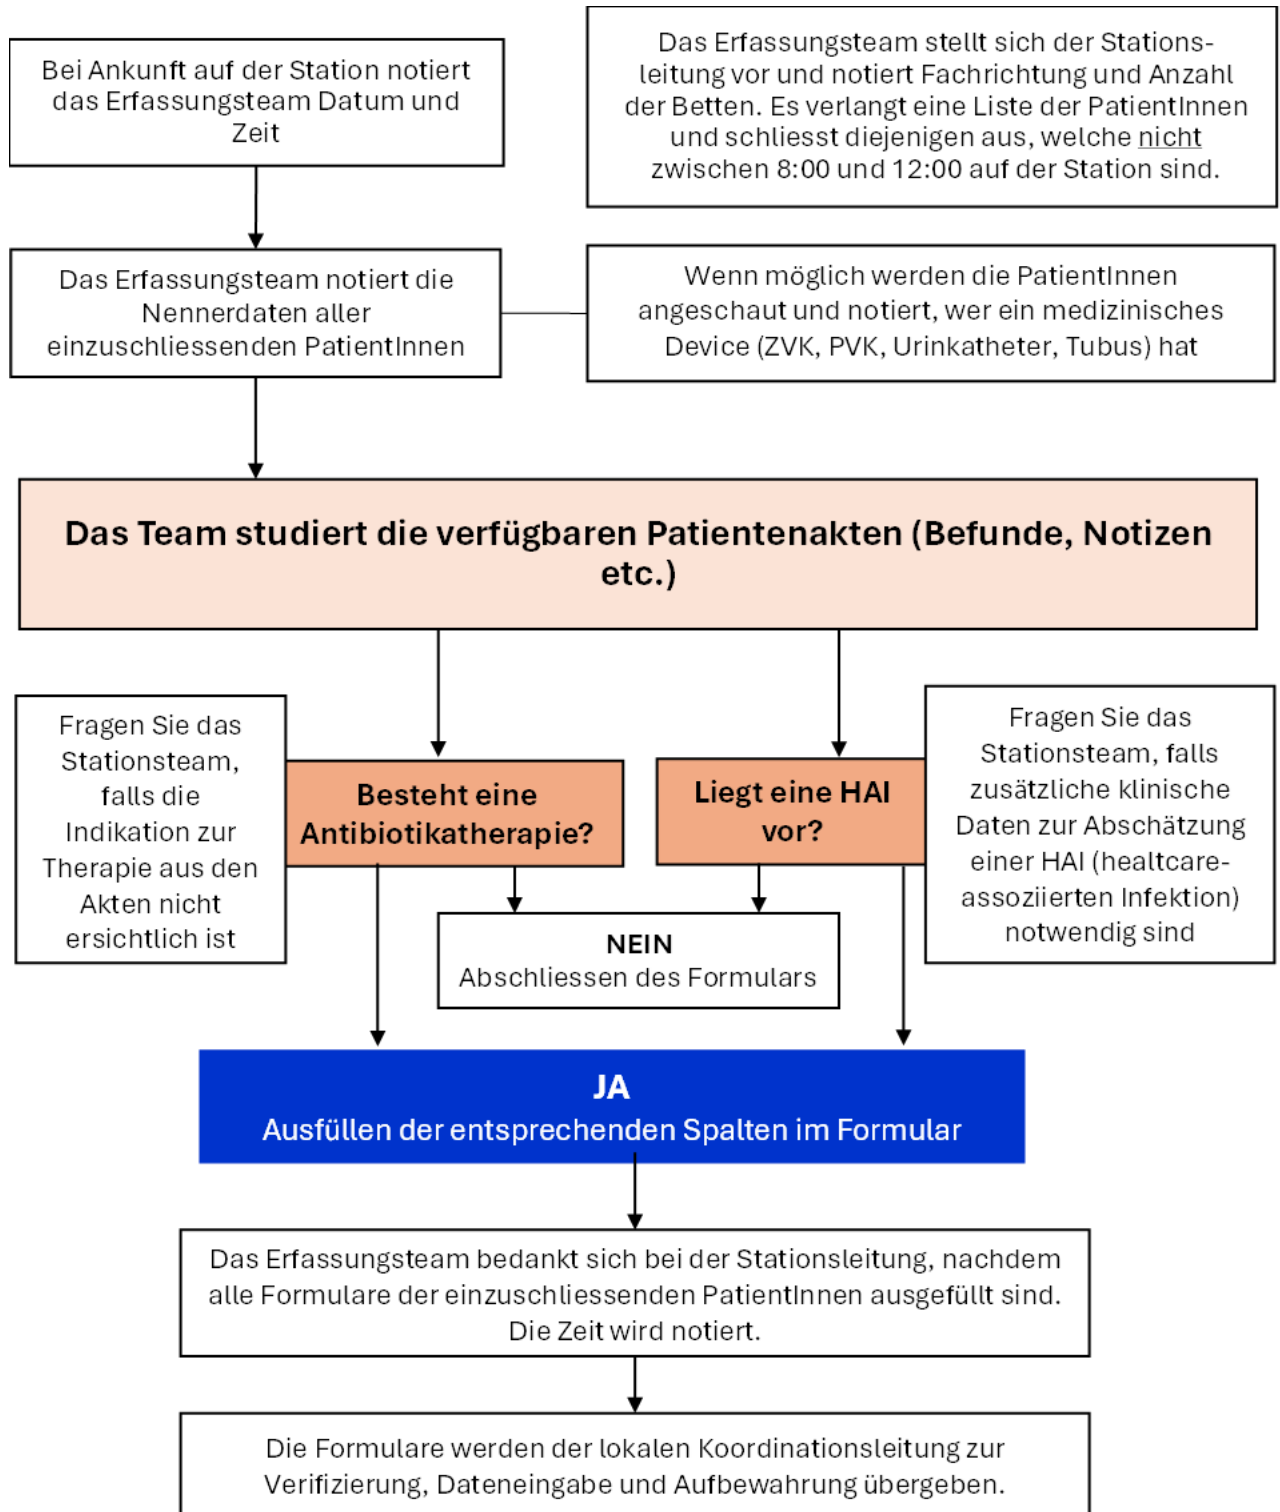 Bei Ankunft auf der Station notiert
das Erfassungsteam Datum und
Zeit
Das Erfassungsteam stellt sich der Stations-
leitung vor und notiert Fachrichtung und Anzahl
der Betten. Es verlangt eine Liste der PatientInnen
und schliesst diejenigen aus, welche nicht
zwischen 8:00 und 12:00 auf der Station sind.
Das Erfassungsteam notiert die
Nennerdaten aller
einzuschliessenden PatientInnen
Wenn möglich werden die PatientInnen
angeschaut und notiert, wer ein medizinisches
Device (ZVK, PVK, Urinkatheter, Tubus) hat
Das Team studiert die verfügbaren Patientenakten (Befunde, Notizen
etc.)
Fragen Sie das
Stationsteam,
falls die
Indikation zur
Therapie aus den
Akten nicht
ersichtlich ist
Besteht eine
Antibiotikatherapie?
Liegt eine HAI
vor?
Fragen Sie das
Stationsteam, falls
zusätzliche klinische
Daten zur Abschätzung
einer HAI (healtcare-
assoziierten Infektion)
notwendig sind
NEIN
Abschliessen des Formulars
JA
Ausfüllen der entsprechenden Spalten im Formular
Das Erfassungsteam bedankt sich bei der Stationsleitung, nachdem
alle Formulare der einzuschliessenden PatientInnen ausgefüllt sind.
Die Zeit wird notiert.
Die Formulare werden der lokalen Koordinationsleitung zur
Verifizierung, Dateneingabe und Aufbewahrung übergeben.